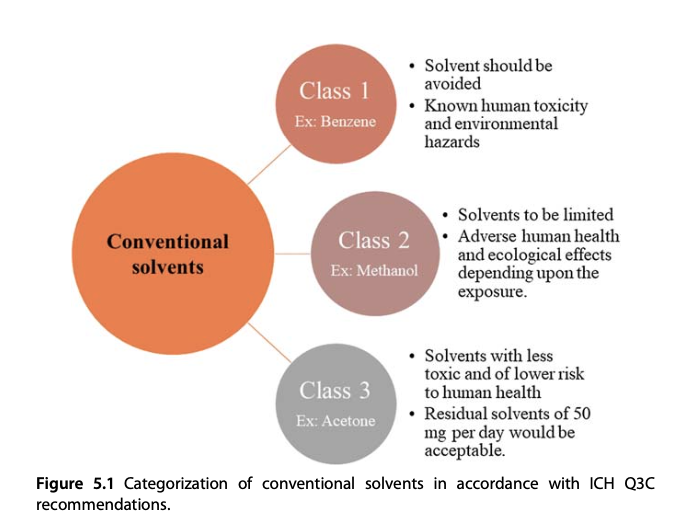 Class 1
Ex: Benzene
• Solvent should be
avoided
• Known human toxicity
and environmental
hazards
Conventional
solvents
Class 2
Ex: Methanol
• Solvents to be limited
• Adverse human health
and ecological effects
depending upon the
exposure.
Class 3
Ex: Acetone
• Solvents with less
toxic and of lower risk
to human health
• Residual solvents of 50
mg per day would be
acceptable.
Figure 5.1 Categorization of conventional solvents in accordance with ICH Q3C
recommendations.